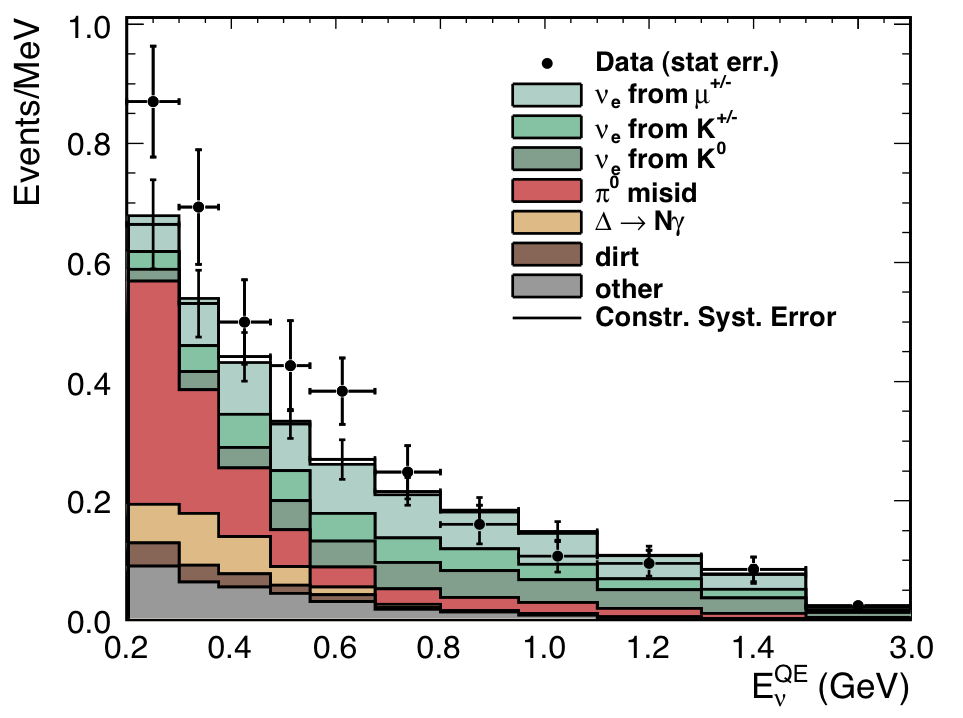 Events/MeV
1.0
0.8
0.6
0.4
0.2
0.0
Data (stat err.)
νe from μ+/-
νe from K+/-
νe from K0
π0 misid
Δ → Nγ
dirt
other
Constr. Syst. Error
0.2 0.4 0.6 0.8 1.0 1.2 1.4 3.0
EνQE (GeV)